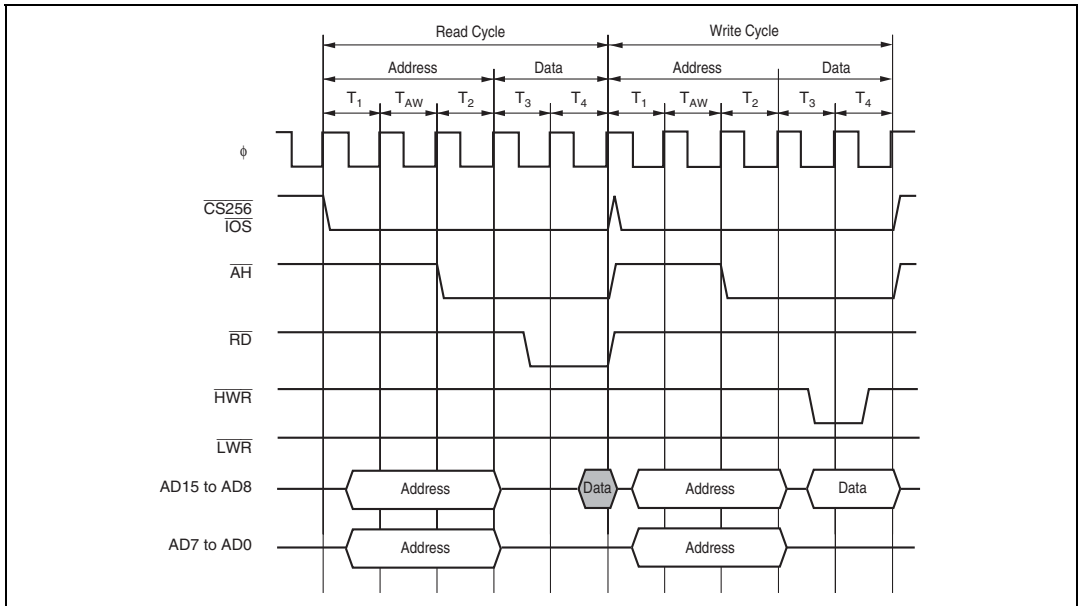 Read Cycle Write Cycle
Address Data Address Data
T1 TAW T2 T3 T4 T1 TAW T2 T3 T4
φ
CS256
IOS
AH
RD
HWR
LWR
AD15 to AD8 Address Data Address Data
AD7 to AD0 Address Address